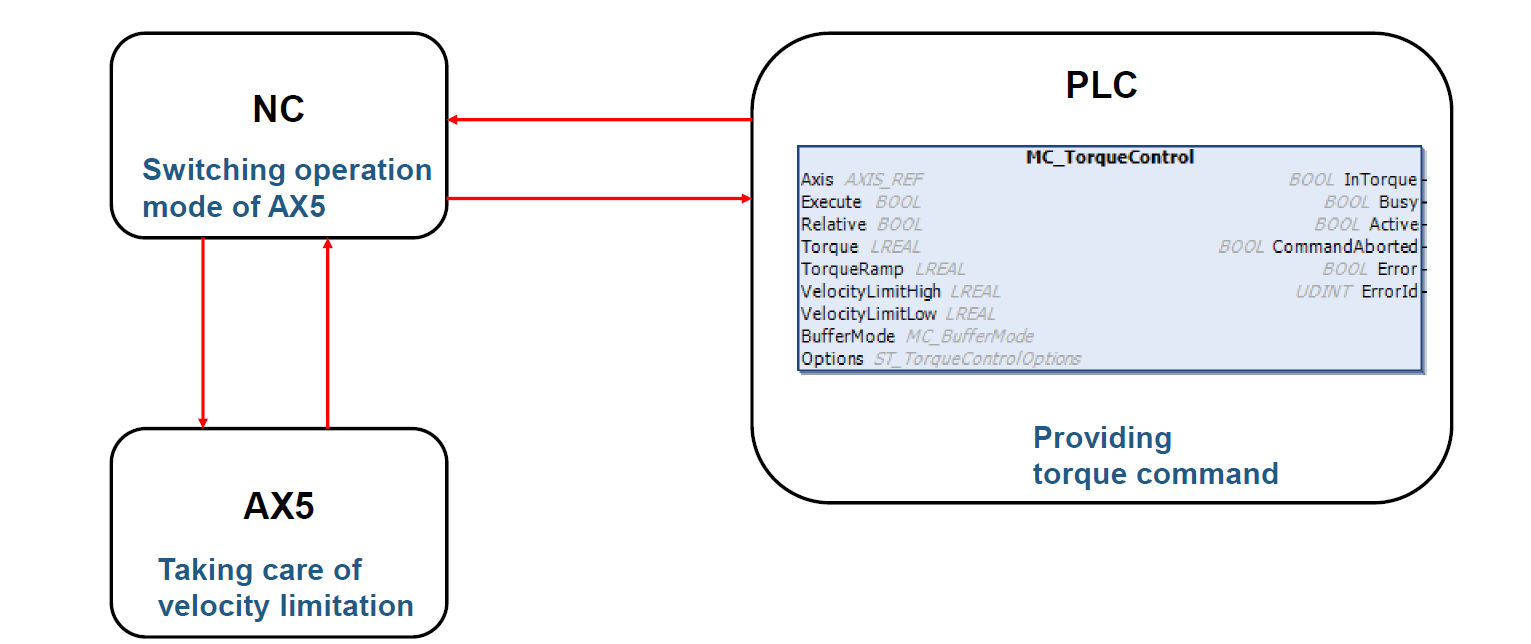 NC
Switching operation
mode of AX5
PLC
MC_TorqueControl
Axis AXIS_REF
BOOL InTorque
Execute BOOL
BOOL Busy
Relative BOOL
BOOL Active
Torque LREAL
BOOL CommandAborted
TorqueRamp LREAL
BOOL Error
VelocityLimitHigh LREAL
UDINT ErrorId
VelocityLimitLow LREAL
BufferMode MC_BufferMode
Options ST_TorqueControlOptions
Providing
torque command
AX5
Taking care of
velocity limitation